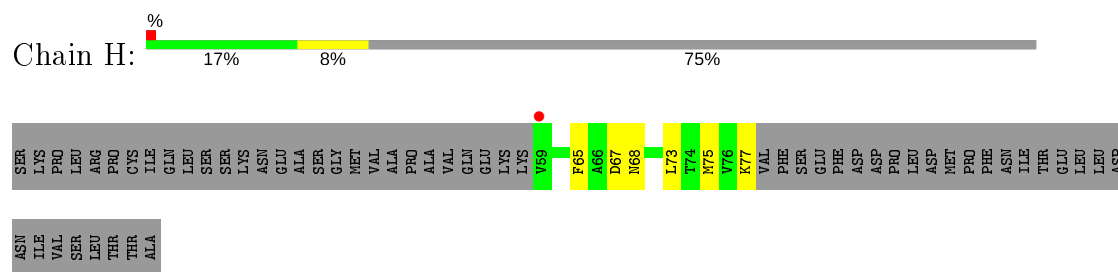 %
Chain H:
17% 8% 75%
SER LYS PRO LEU ARG PRO CYS ILE GLN LEU SER SER LYS ASN GLU ALA SER GLY MET VAL ALA PRO ALA VAL GLN GLU LYS LYS V59 F65 A66 D67 N68 L73 T74 M75 V76 K77 VAL PHE SER GLU PHE ASP ASP PRO LEU ASP MET PRO PHE ASN ILE THR GLU LEU LEU ASP
ASN ILE VAL SER LEU THR THR ALA